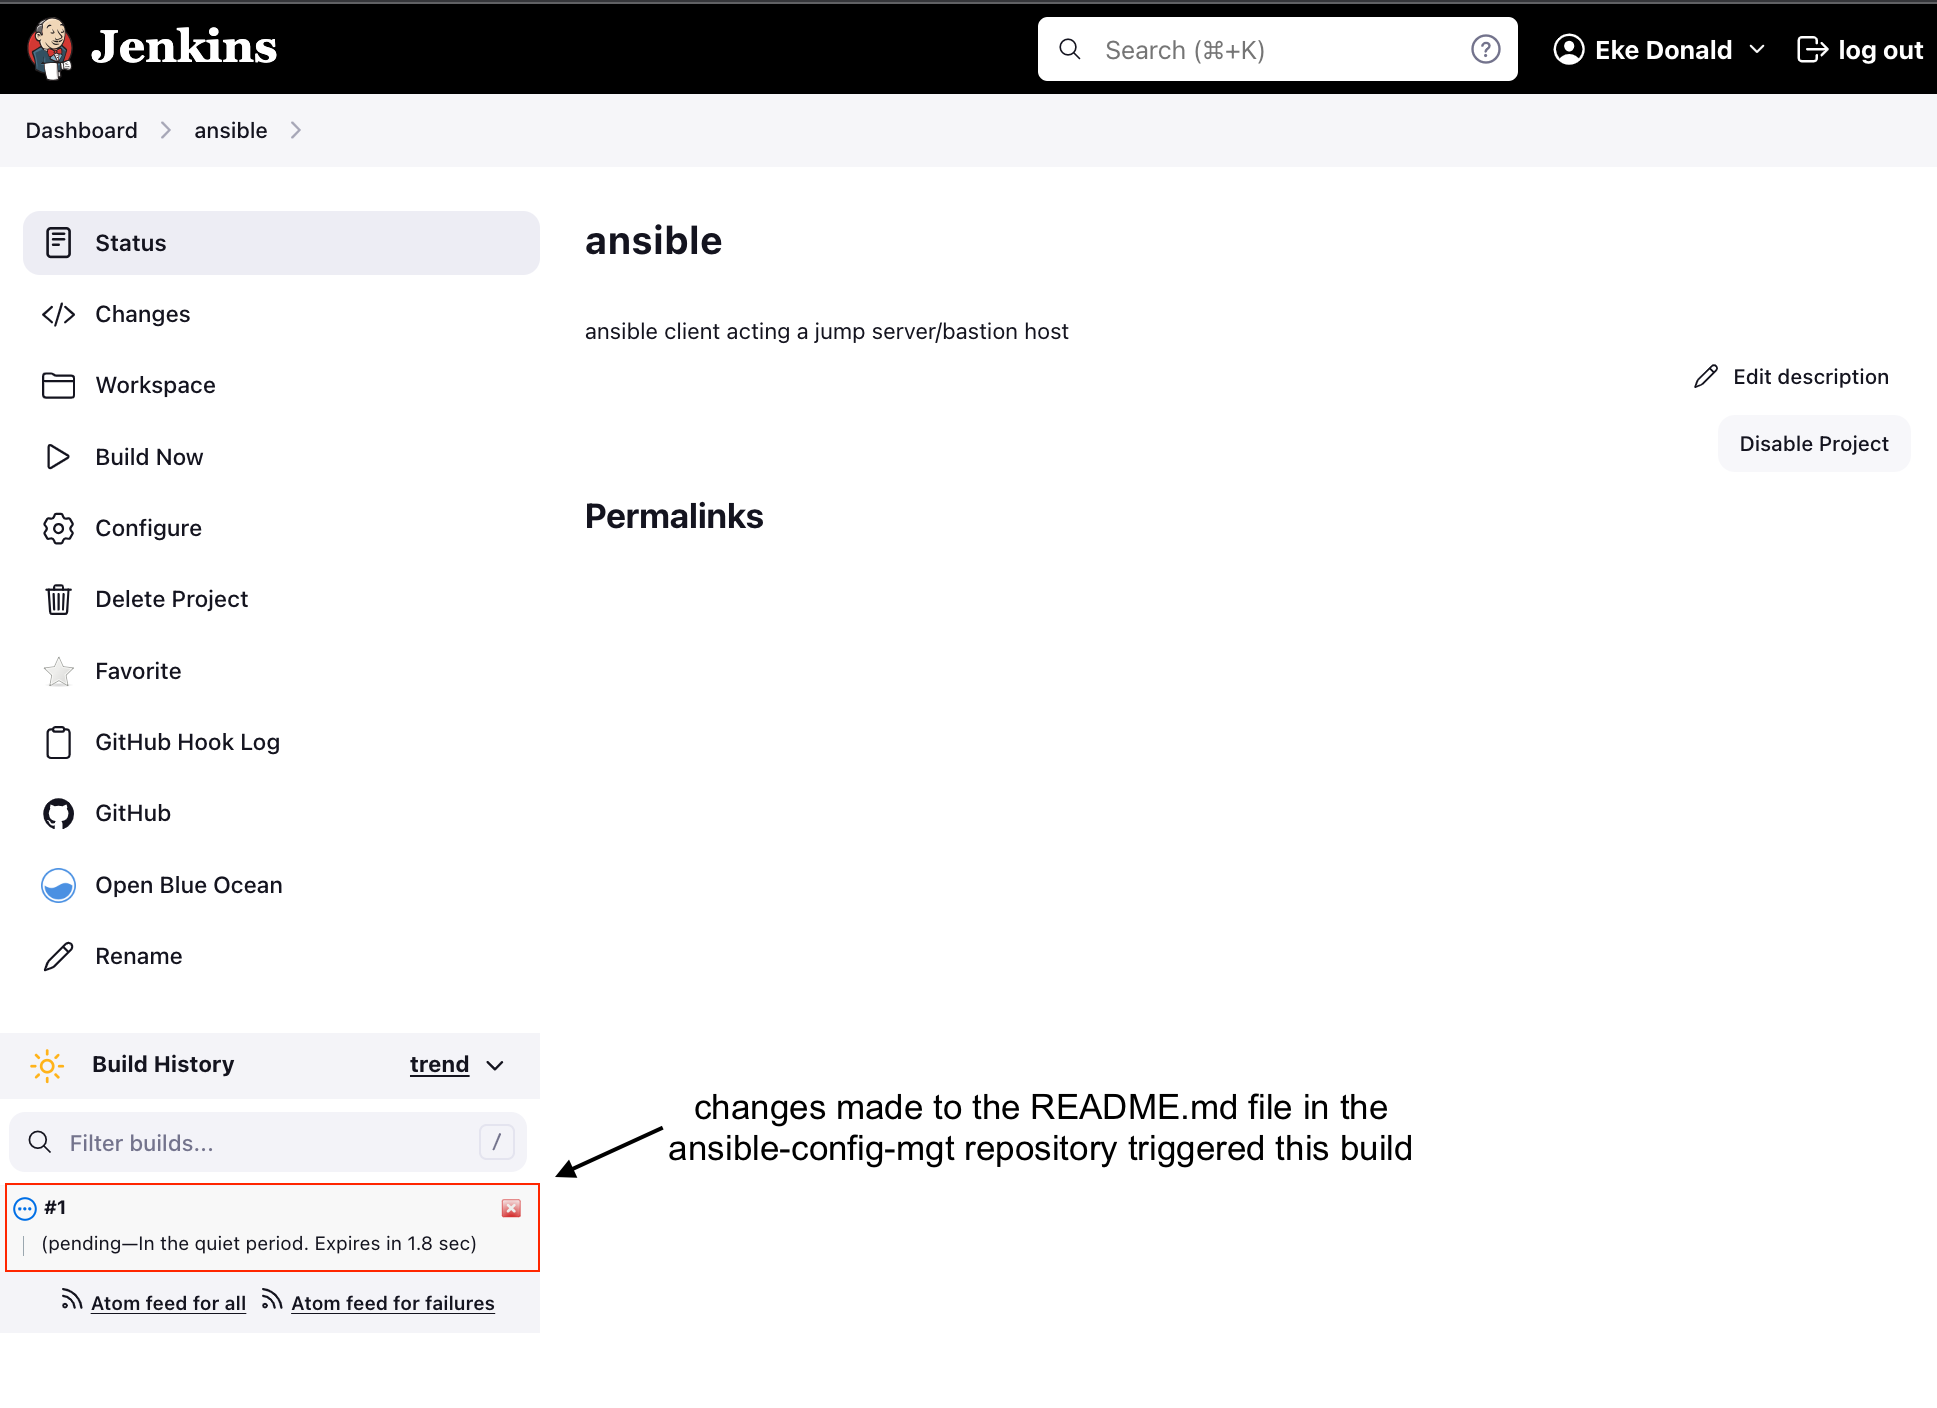 Jenkins
Search (⌘+K)
?
Eke Donald
log out
Dashboard
ansible
Status
ansible
Changes
ansible client acting a jump server/bastion host
Edit description
Workspace
Disable Project
Build Now
Permalinks
Configure
Delete Project
Favorite
GitHub Hook Log
GitHub
Open Blue Ocean
Rename
Build History
trend
Filter builds...
/
changes made to the README.md file in the
ansible-config-mgt repository triggered this build
#1
(pending—In the quiet period. Expires in 1.8 sec)
Atom feed for all
Atom feed for failures